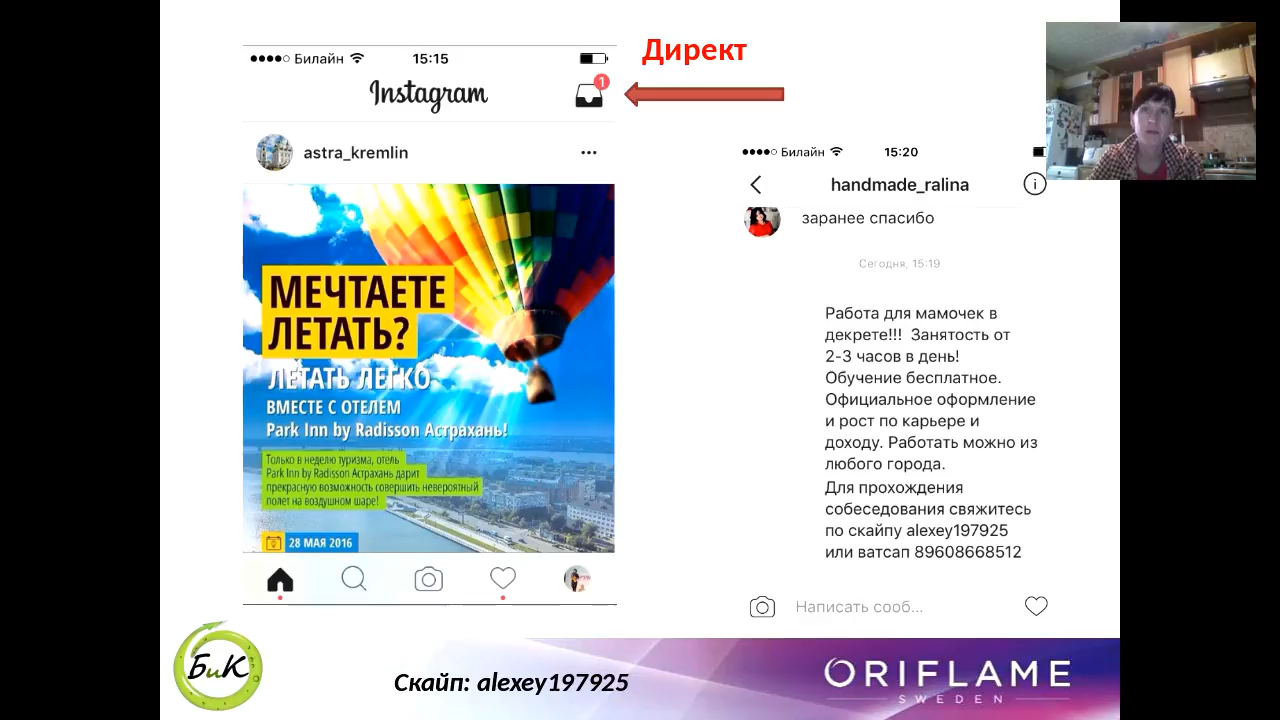 Директ
Билайн 15:15
Instagram
1
astra_kremlin
МЕЧТАЕТЕ
ЛЕТАТЬ?
ЛЕТАТЬ ЛЕГКО
ВМЕСТЕ С ОТЕЛЕМ
Park Inn by Radisson Астрахань!
Только в неделю туризма, отель
Park Inn by Radisson Астрахань дарит
прекрасную возможность совершить невероятный
полет на воздушном шаре!
28 МАЯ 2016
Билайн 15:20
handmade_ralina
заранее спасибо
Сегодня, 15:19
Работа для мамочек в
декрете!!! Занятость от
2-3 часов в день!
Обучение бесплатное.
Официальное оформление
и рост по карьере и
доходу. Работать можно из
любого города.
Для прохождения
собеседования свяжитесь
по скайпу alexey197925
или ватсап 89608668512
Написать сооб...
БиК
Скайп: alexey197925
ORIFLAME
SWEDEN